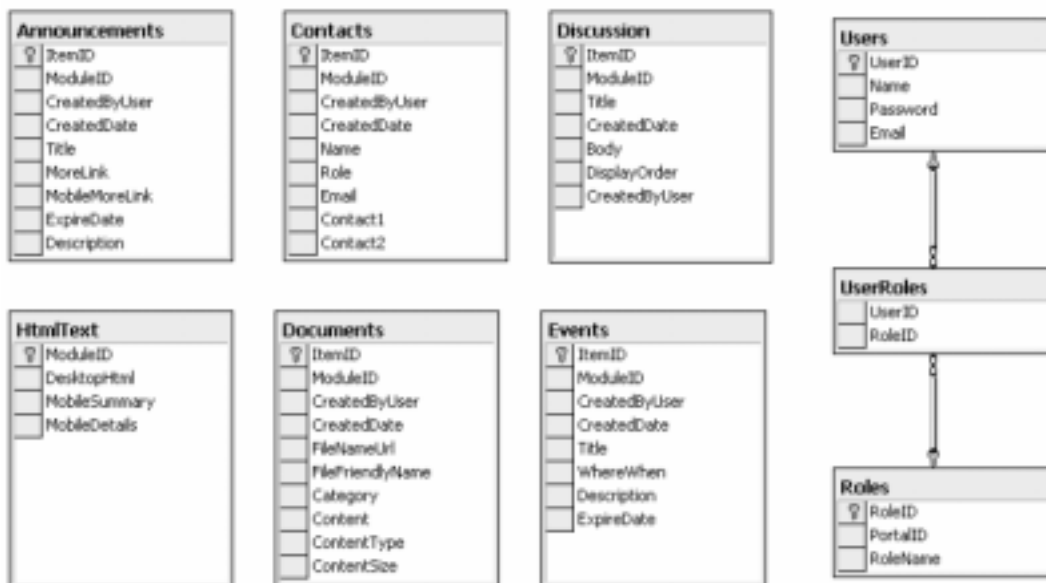 Announcements
ItemID
ModuleID
CreatedByUser
CreatedDate
Title
MoreLink
MobileMoreLink
ExpireDate
Description
Contacts
ItemID
ModuleID
CreatedByUser
CreatedDate
Name
Role
Email
Contact1
Contact2
Discussion
ItemID
ModuleID
Title
CreatedDate
Body
DisplayOrder
CreatedByUser
Users
UserID
Name
Password
Email
UserRoles
UserID
RoleID
HtmlText
ModuleID
DesktopHtml
MobileSummary
MobileDetails
Documents
ItemID
ModuleID
CreatedByUser
CreatedDate
FileNameUrl
FileFriendlyName
Category
Content
ContentType
ContentSize
Events
ItemID
ModuleID
CreatedByUser
CreatedDate
Title
WhereWhen
Description
ExpireDate
Roles
RoleID
PortalID
RoleName